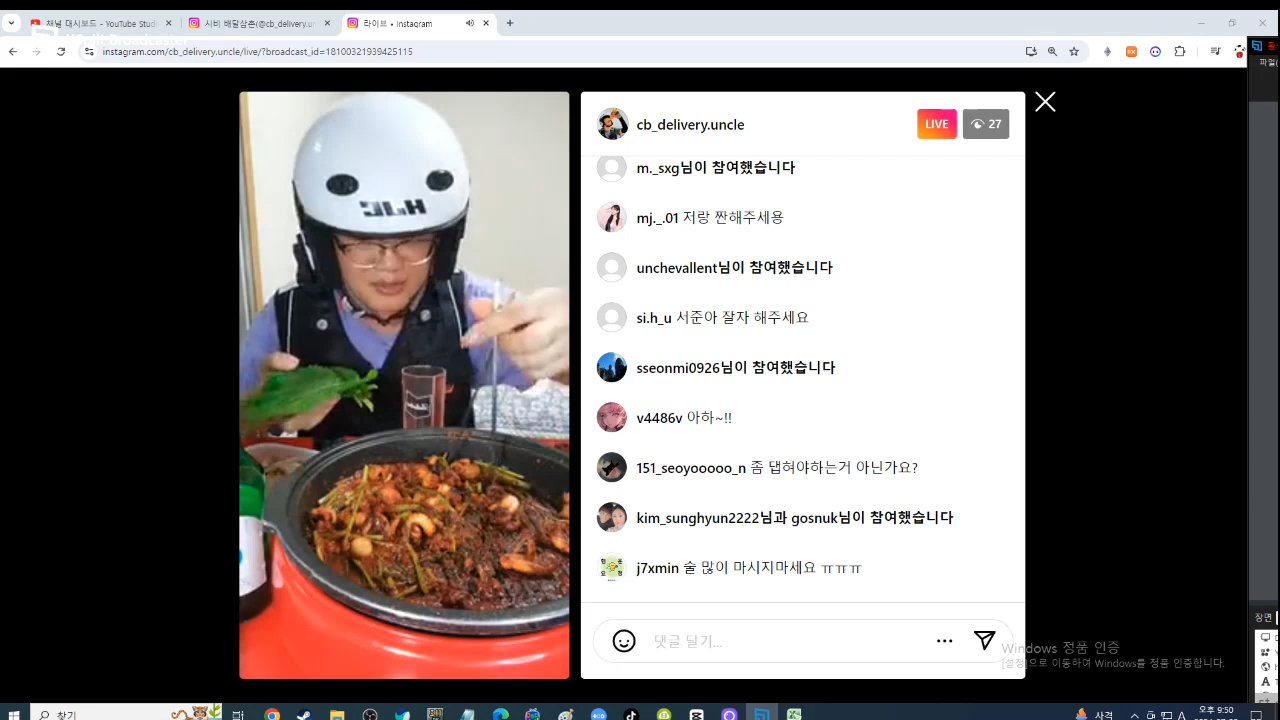 채널 대시보드 - YouTube Studi
시비 배달삼촌(@cb_delivery.un
라이브 • Instagram
instagram.com/cb_delivery.uncle/live/?broadcast_id=18100321939425115
파일(
JLH
cb_delivery.uncle
LIVE
27
m._sxg님이 참여했습니다
mj._.01 저랑 짠해주세용
unchevallent님이 참여했습니다
si.h_u 서준아 잘자 해주세요
sseonmi0926님이 참여했습니다
v4486v 아하~!!
151_seoyooooo_n 좀 댑혀야하는거 아닌가요?
kim_sunghyun2222님과 gosnuk님이 참여했습니다
j7xmin 술 많이 마시지마세요 ㅠㅠㅠ
댓글 달기...
장면
Windows 정품 인증
[설정]으로 이동하여 Windows를 정품 인증합니다.
찾기
사격
A
오후 9:50